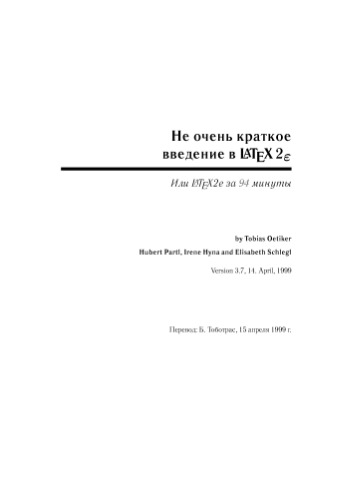 Не очень краткое
введение в LATEX 2ε
Или LATEX2e за 94 минуты
by Tobias Oetiker
Hubert Partl, Irene Hyna and Elisabeth Schlegl
Version 3.7, 14. April, 1999
Перевод: Б. Тоботрас, 15 апреля 1999 г.